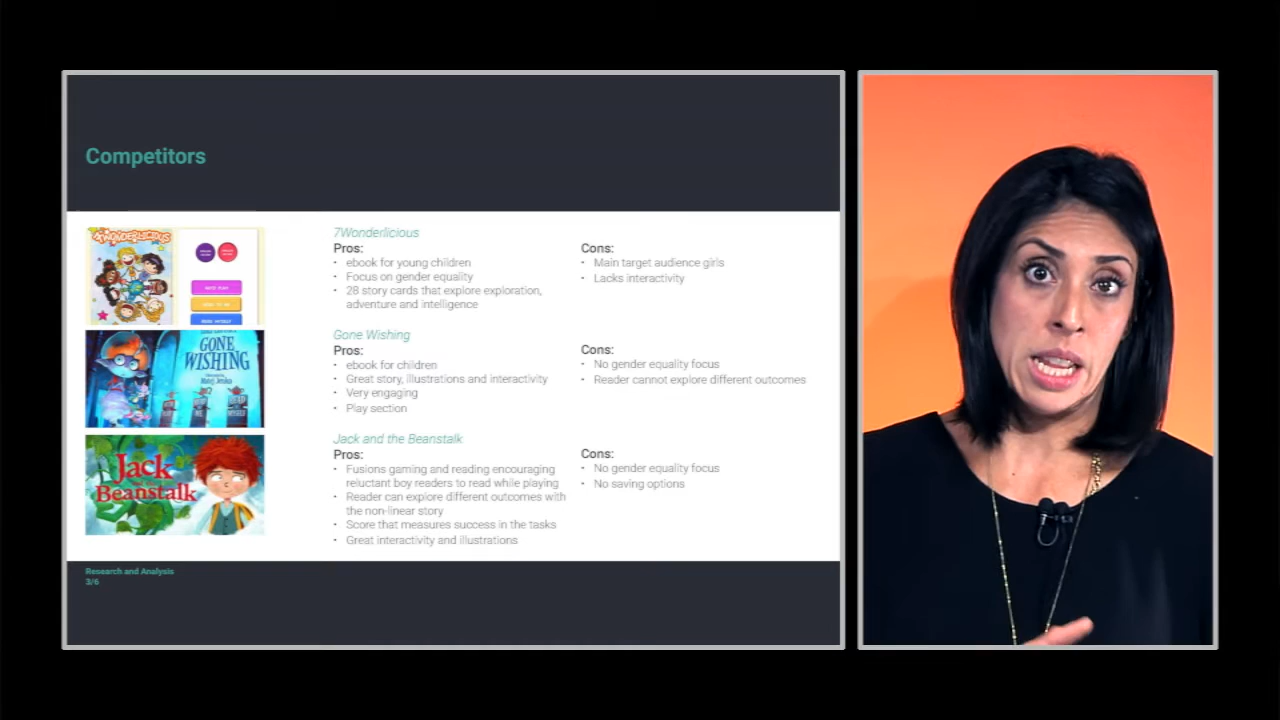 Competitors
7Wonderlicious
Pros:
ebook for young children
Focus on gender equality
28 story cards that explore exploration,
adventure and intelligence
Cons:
Main target audience girls
Lacks interactivity
GONE
WISHING
Gone Wishing
Pros:
ebook for children
Great story, illustrations and interactivity
Very engaging
Play section
Cons:
No gender equality focus
Reader cannot explore different outcomes
Jack
Beanstalk
Jack and the Beanstalk
Pros:
Fusions gaming and reading encouraging
reluctant boy readers to read while playing
Reader can explore different outcomes with
the non-linear story
Score that measures success in the tasks
Great interactivity and illustrations
Cons:
No gender equality focus
No saving options
Research and Analysis
3/6